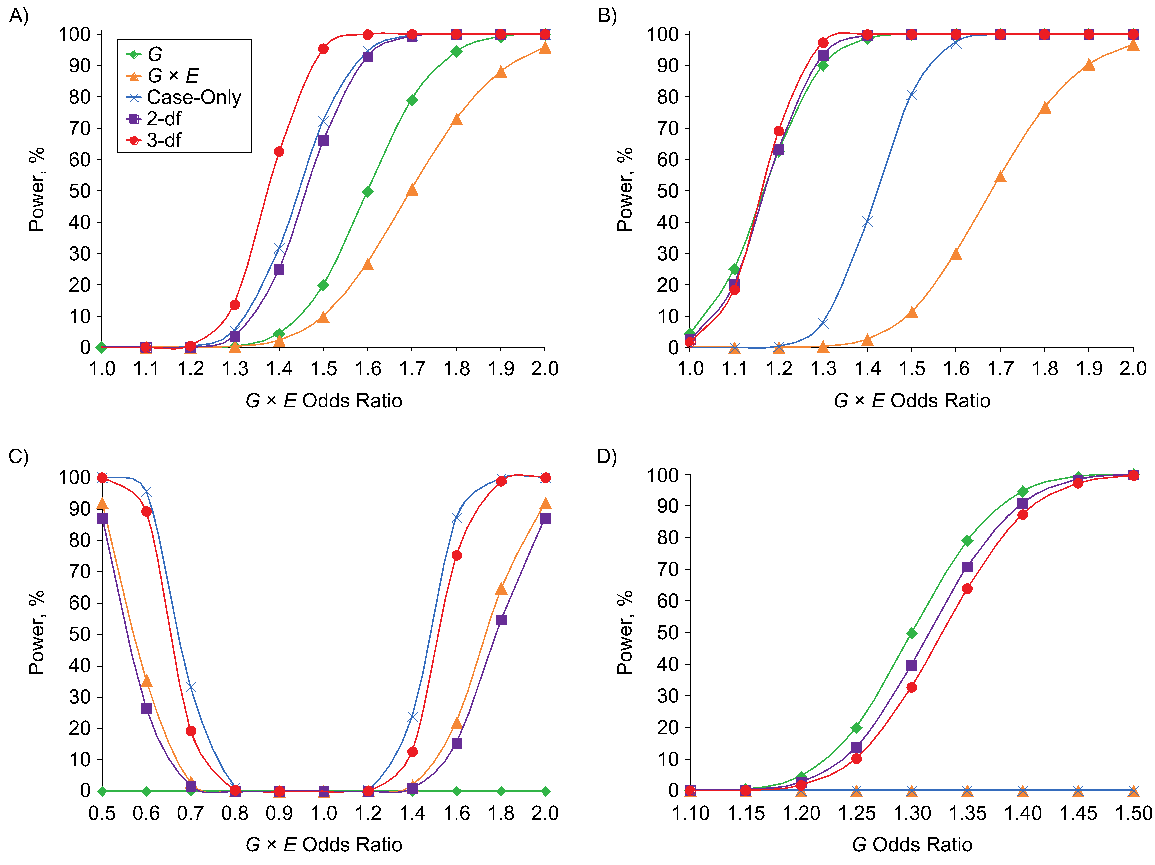 A)
100
90
80
70
60
50
40
30
20
10
0
Power, %
G
G × E
Case-Only
2-df
3-df
1.0 1.1 1.2 1.3 1.4 1.5 1.6 1.7 1.8 1.9 2.0
G × E Odds Ratio
B)
100
90
80
70
60
50
40
30
20
10
0
Power, %
1.0 1.1 1.2 1.3 1.4 1.5 1.6 1.7 1.8 1.9 2.0
G × E Odds Ratio
C)
100
90
80
70
60
50
40
30
20
10
0
Power, %
0.5 0.6 0.7 0.8 0.9 1.0 1.2 1.4 1.6 1.8 2.0
G × E Odds Ratio
D)
100
90
80
70
60
50
40
30
20
10
0
Power, %
1.10 1.15 1.20 1.25 1.30 1.35 1.40 1.45 1.50
G Odds Ratio